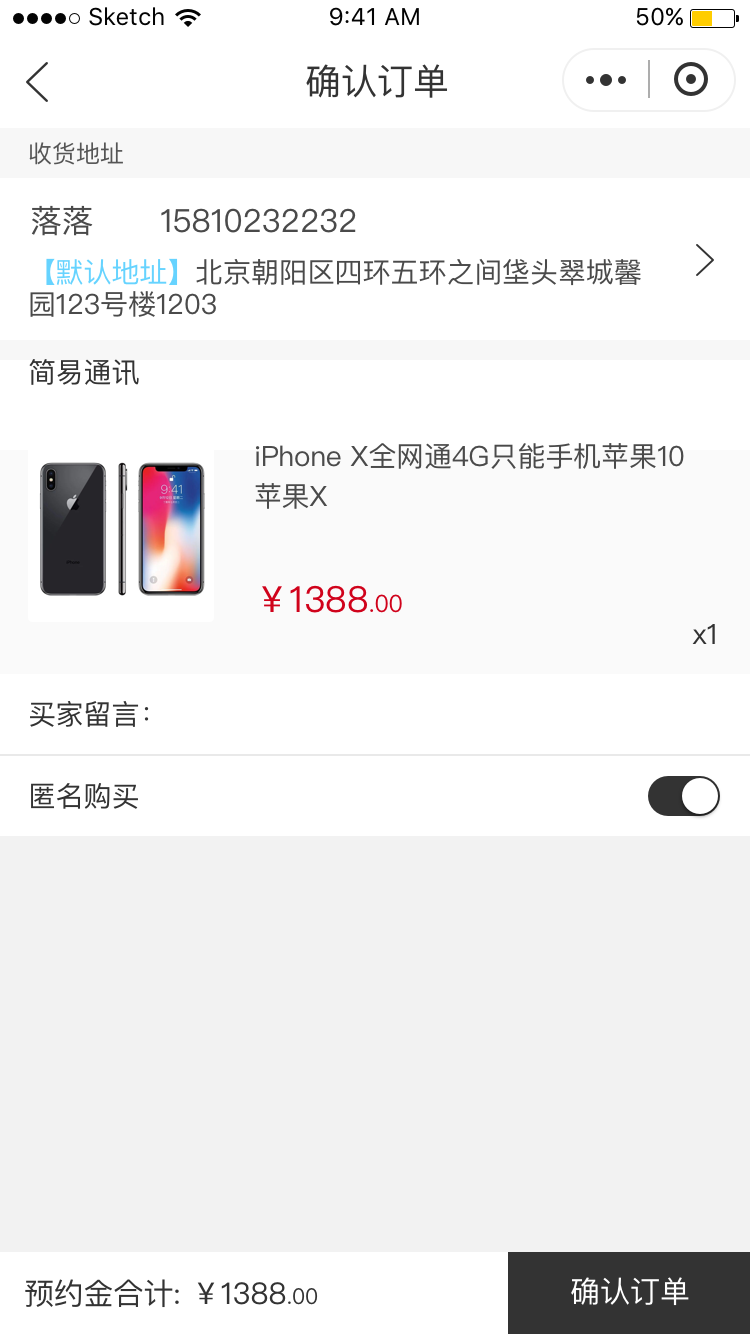 ●●●●○ Sketch 9:41 AM 50%
确认订单
收货地址
落落 15810232232
【默认地址】北京朝阳区四环五环之间垡头翠城馨
园123号楼1203
简易通讯
9:41
iPhone X全网通4G只能手机苹果10
苹果X
￥1388.00
x1
买家留言：
匿名购买
预约金合计: ￥1388.00
确认订单